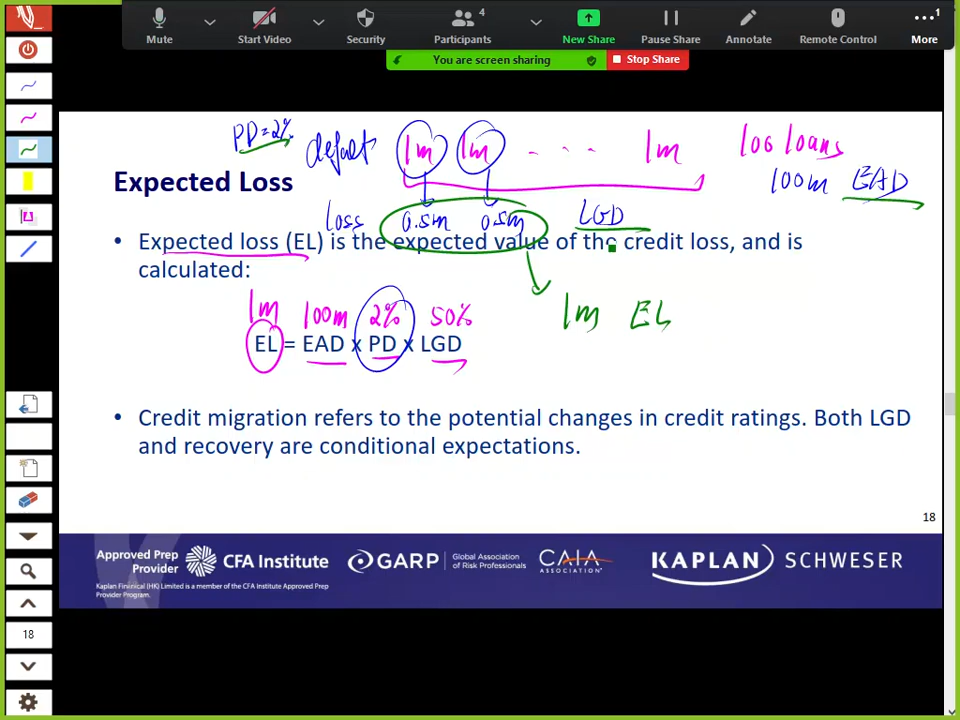 4
1
Mute
Start Video
Security
Participants
New Share
Pause Share
Annotate
Remote Control
More
You are screen sharing
Stop Share
PD=2%
default 1m 1m - - - - 1m 100 loans
100m EAD
Expected Loss
loss 0.5m 0.5m LGD
• Expected loss (EL) is the expected value of the credit loss, and is
calculated:
1m 100m 2% 50%
1m EL
EL = EAD x PD x LGD
• Credit migration refers to the potential changes in credit ratings. Both LGD
and recovery are conditional expectations.
18
Approved Prep
Provider
CFA Institute
Kaplan Financial (HK) Limited is a member of the CFA Institute Approved Prep
Provider Program.
GARP
Global Association
of Risk Professionals
CAIA
ASSOCIATION
KAPLAN SCHWESER
18